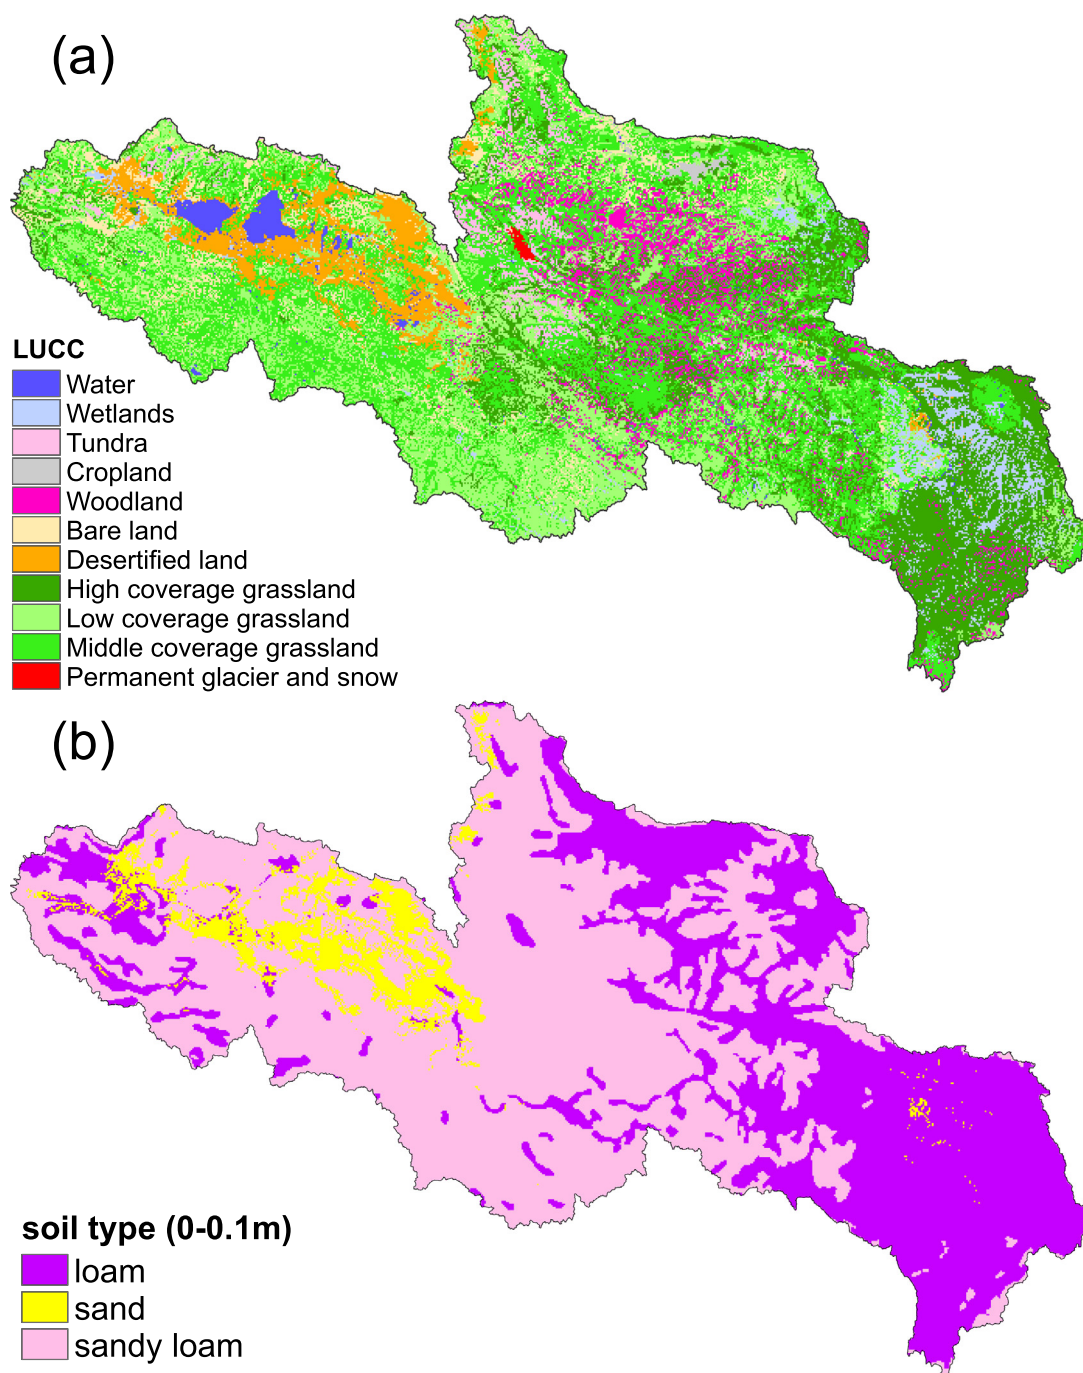 (a)
LUCC
Water
Wetlands
Tundra
Cropland
Woodland
Bare land
Desertified land
High coverage grassland
Low coverage grassland
Middle coverage grassland
Permanent glacier and snow
(b)
soil type (0-0.1m)
loam
sand
sandy loam